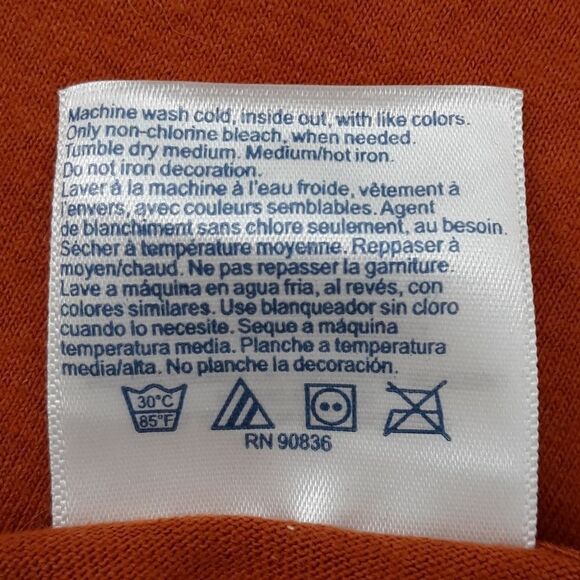 Machine wash cold, inside out, with like colors.
Only non-chlorine bleach, when needed.
Tumble dry medium. Medium/hot iron.
Do not iron decoration.
Laver à la machine à l'eau froide, vêtement à
l'envers, avec couleurs semblables. Agent
de blanchiment sans chlore seulement, au besoin.
Sécher à température moyenne. Reppaser à
moyen/chaud. Ne pas repasser la garniture.
Lave a máquina en agua fria, al revés, con
colores similares. Use blanqueador sin cloro
cuando lo necesite. Seque a máquina
temperatura media. Planche a temperatura
media/alta. No planche la decoración.
30°C
85°F
RN 90836